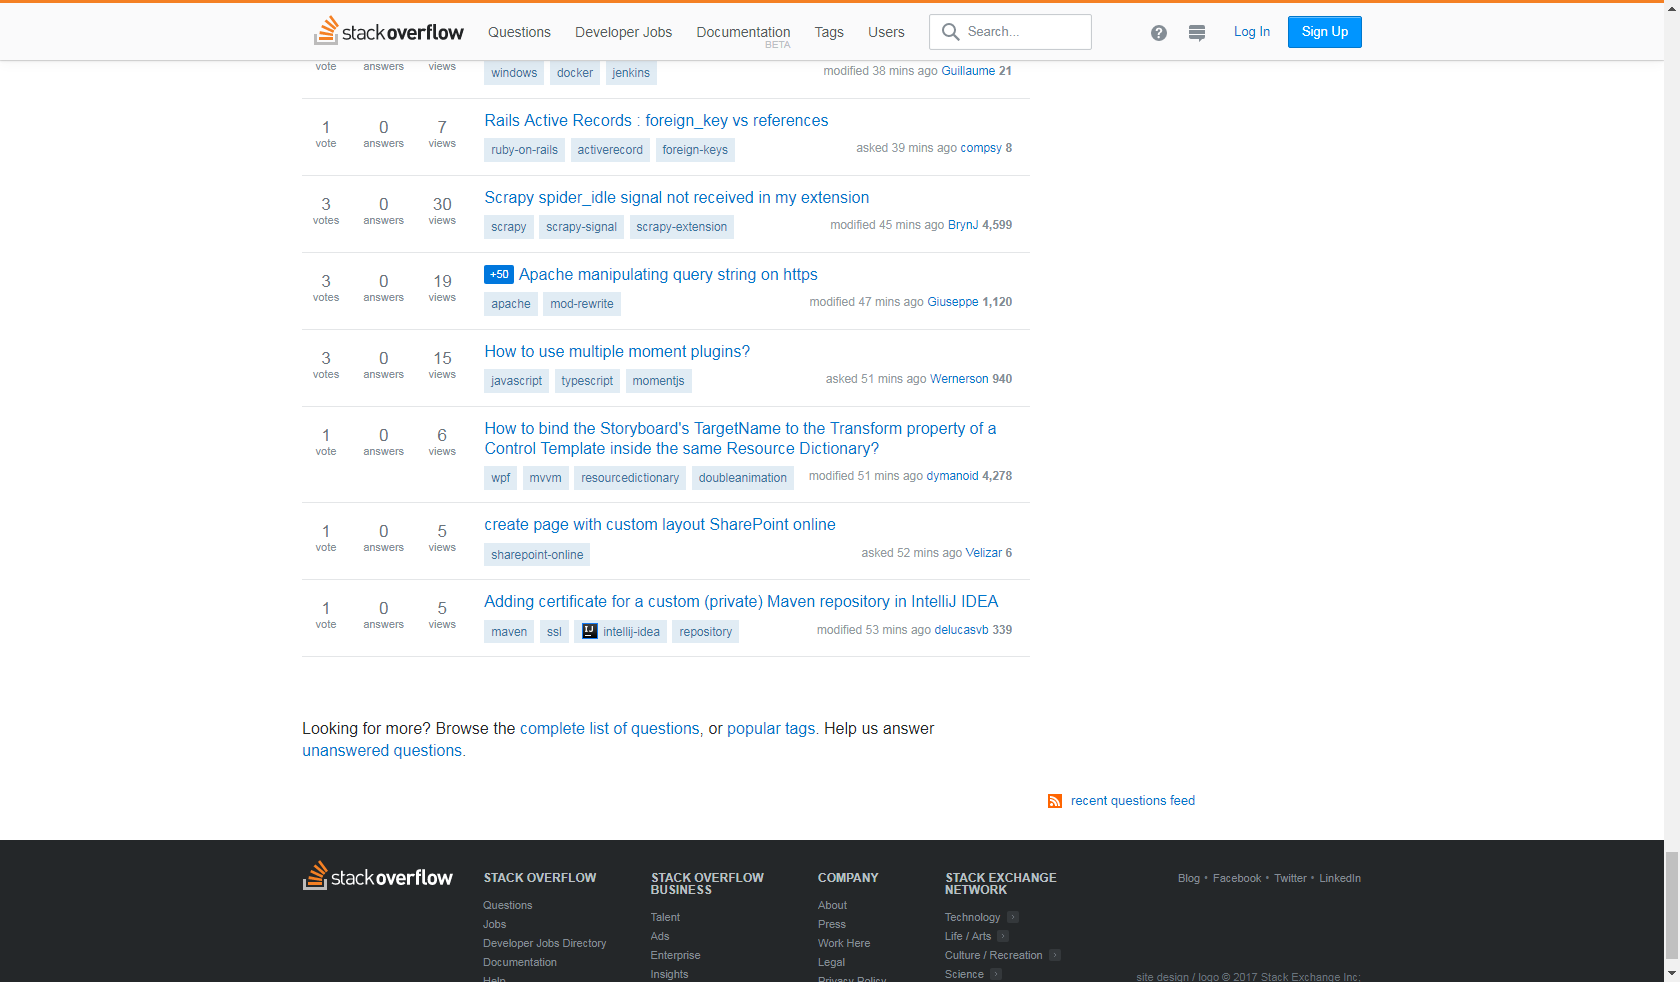 stackoverflow Questions Developer Jobs Documentation BETA Tags Users Search... Log In Sign Up
vote answers views windows docker jenkins modified 38 mins ago Guillaume 21
1 vote 0 answers 7 views
Rails Active Records : foreign_key vs references
ruby-on-rails activerecord foreign-keys asked 39 mins ago compsy 8
3 votes 0 answers 30 views
Scrapy spider_idle signal not received in my extension
scrapy scrapy-signal scrapy-extension modified 45 mins ago BrynJ 4,599
3 votes 0 answers 19 views
+50 Apache manipulating query string on https
apache mod-rewrite modified 47 mins ago Giuseppe 1,120
3 votes 0 answers 15 views
How to use multiple moment plugins?
javascript typescript momentjs asked 51 mins ago Wernerson 940
1 vote 0 answers 6 views
How to bind the Storyboard's TargetName to the Transform property of a
Control Template inside the same Resource Dictionary?
wpf mvvm resourcedictionary doubleanimation modified 51 mins ago dymanoid 4,278
1 vote 0 answers 5 views
create page with custom layout SharePoint online
sharepoint-online asked 52 mins ago Velizar 6
1 vote 0 answers 5 views
Adding certificate for a custom (private) Maven repository in IntelliJ IDEA
maven ssl IJ intellij-idea repository modified 53 mins ago delucasvb 339
Looking for more? Browse the complete list of questions, or popular tags. Help us answer
unanswered questions.
recent questions feed
stackoverflow
STACK OVERFLOW
Questions
Jobs
Developer Jobs Directory
Documentation
Help
STACK OVERFLOW
BUSINESS
Talent
Ads
Enterprise
Insights
COMPANY
About
Press
Work Here
Legal
Privacy Policy
STACK EXCHANGE
NETWORK
Technology
Life / Arts
Culture / Recreation
Science
Blog • Facebook • Twitter • LinkedIn
site design / logo © 2017 Stack Exchange Inc;